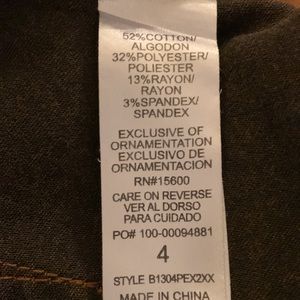 52%COTTON/
ALGODON
32%POLYESTER/
POLIESTER
13%RAYON/
RAYON
3%SPANDEX/
SPANDEX
EXCLUSIVE OF
ORNAMENTATION
EXCLUSIVO DE
ORNAMENTACION
RN#15600
CARE ON REVERSE
VER AL DORSO
PARA CUIDADO
PO# 100-00094881
4
STYLE B1304PEX2XX
MADE IN CHINA